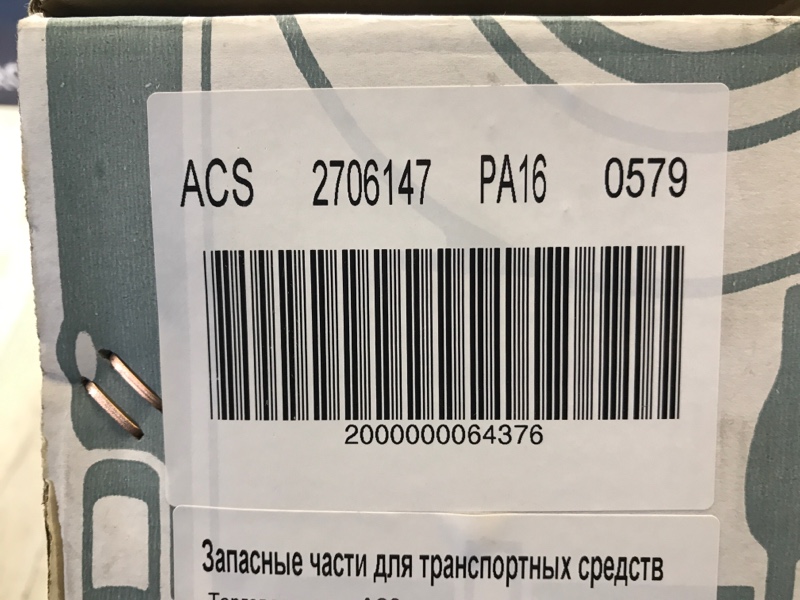 ACS 2706147 PA16 0579
2000000064376
Запасные части для транспортных средств